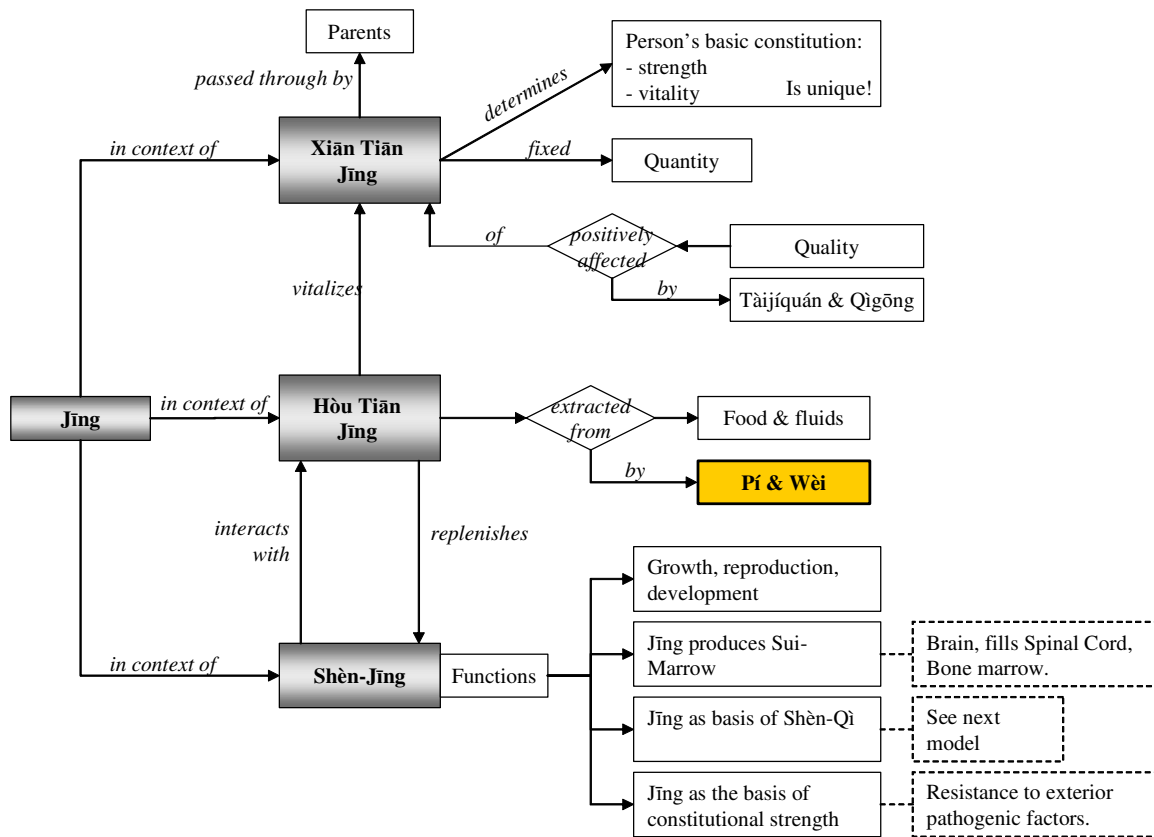 Parents
passed through by
Person's basic constitution:
- strength
- vitality
Is unique!
determines
in context of
Xiān Tiān
Jīng
fixed
Quantity
of
positively
affected
Quality
by
Tàijíquán & Qìgōng
vitalizes
Jīng
in context of
Hòu Tiān
Jīng
extracted
from
Food & fluids
by
Pí & Wèi
interacts
with
replenishes
Growth, reproduction,
development
in context of
Shèn-Jīng
Functions
Jīng produces Sui-
Marrow
Brain, fills Spinal Cord,
Bone marrow.
Jīng as basis of Shèn-Qì
See next
model
Jīng as the basis of
constitutional strength
Resistance to exterior
pathogenic factors.